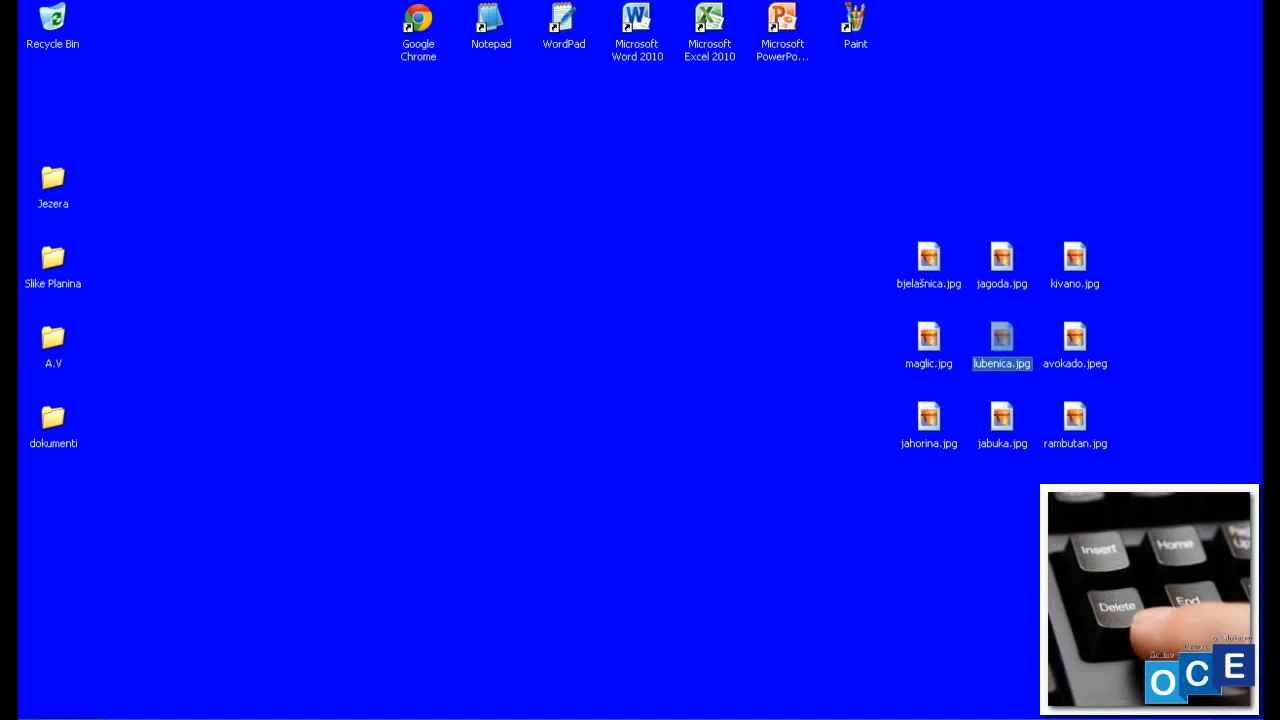 Recycle Bin
Google
Chrome
Notepad
WordPad
Microsoft
Word 2010
Microsoft
Excel 2010
Microsoft
PowerPo...
Paint
Jezera
Slike Planina
A.V
dokumenti
bjelašnica.jpg
jagoda.jpg
kivano.jpg
maglic.jpg
lubenica.jpg
avokado.jpeg
jahorina.jpg
jabuka.jpg
rambutan.jpg
Insert
Home
Up
Delete
End
O C E